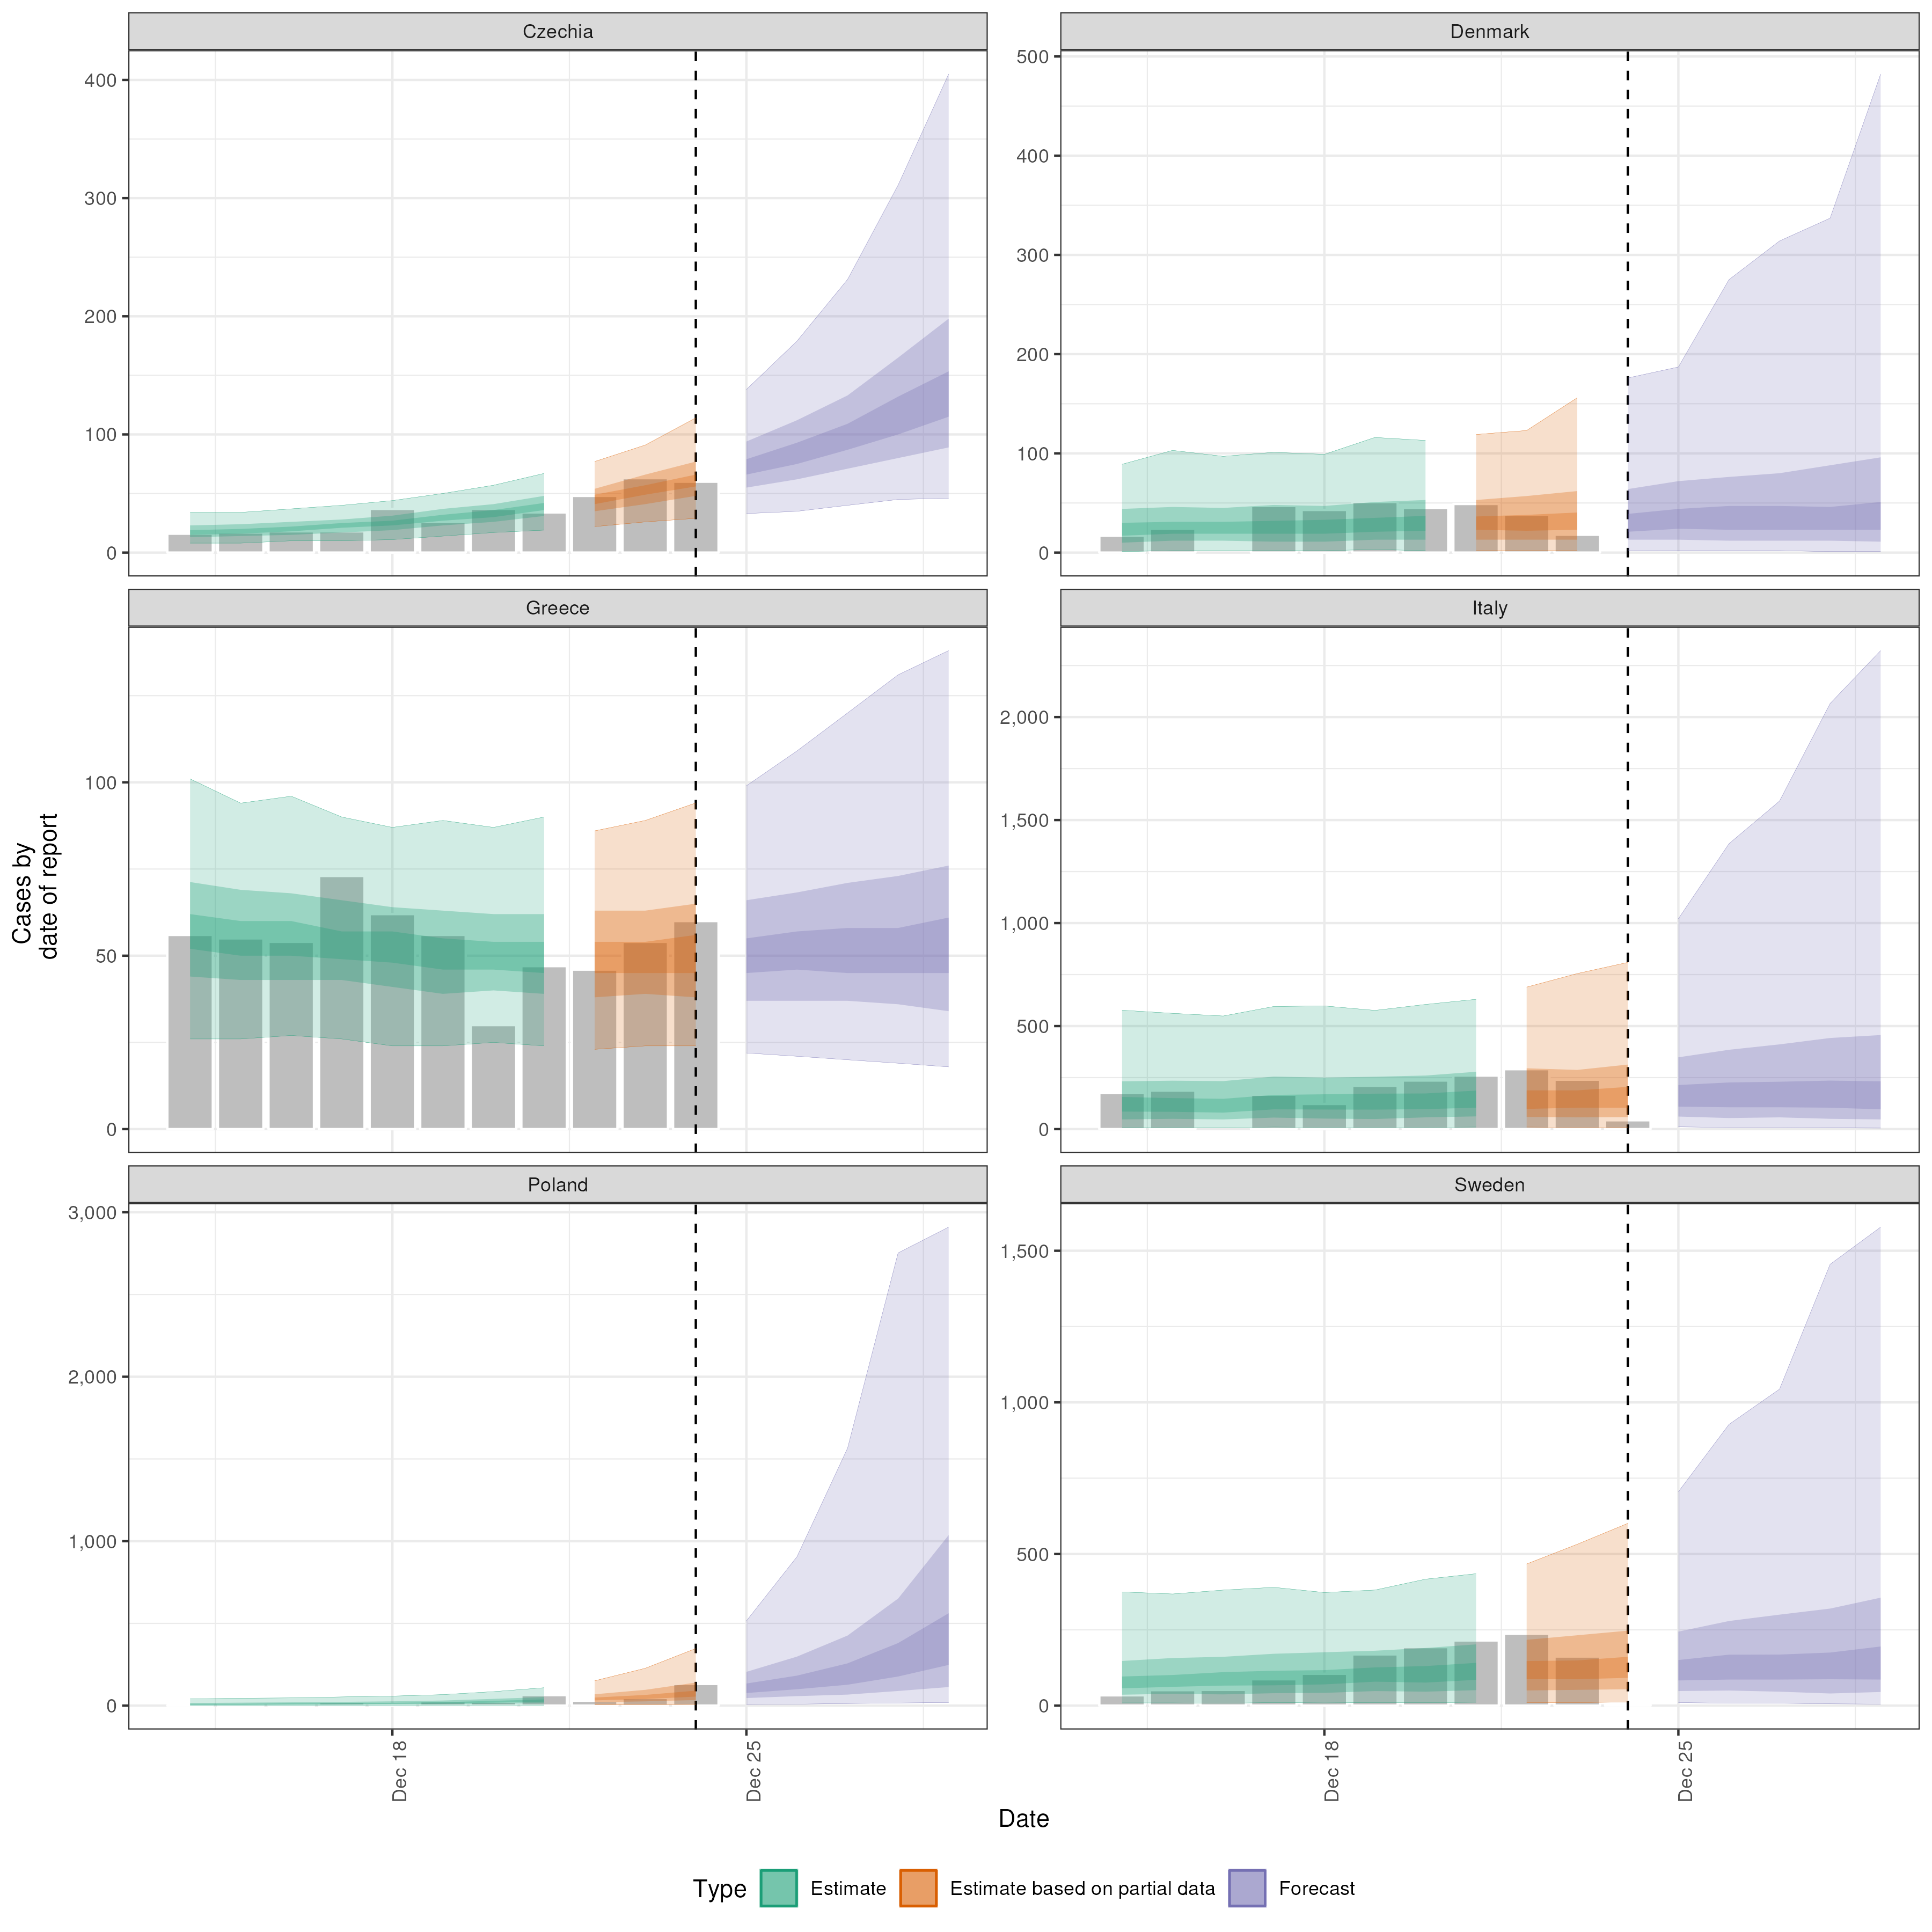 Czechia
Denmark
400
300
200
100
0
500
400
300
200
100
0
Greece
Italy
100
50
0
2,000
1,500
1,000
500
0
Poland
Sweden
3,000
2,000
1,000
0
1,500
1,000
500
0
Cases by
date of report
Dec 18
Dec 25
Dec 18
Dec 25
Date
Type
Estimate
Estimate based on partial data
Forecast